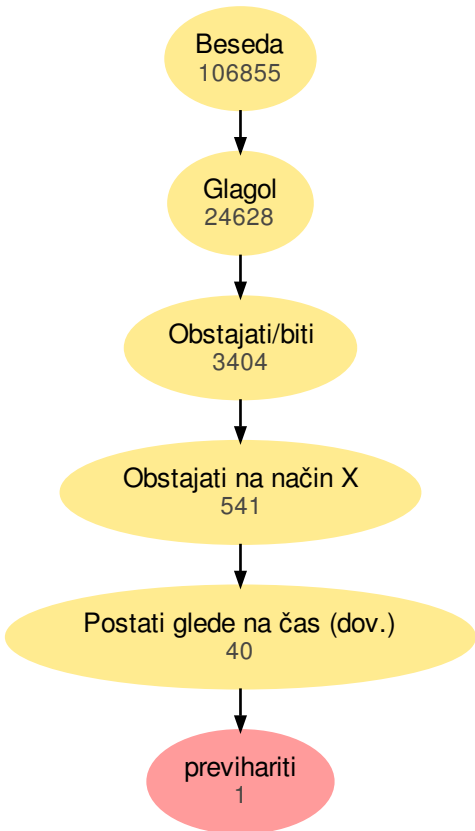 Beseda
106855
Glagol
24628
Obstajati/biti
3404
Obstajati na način X
541
Postati glede na čas (dov.)
40
previhariti
1